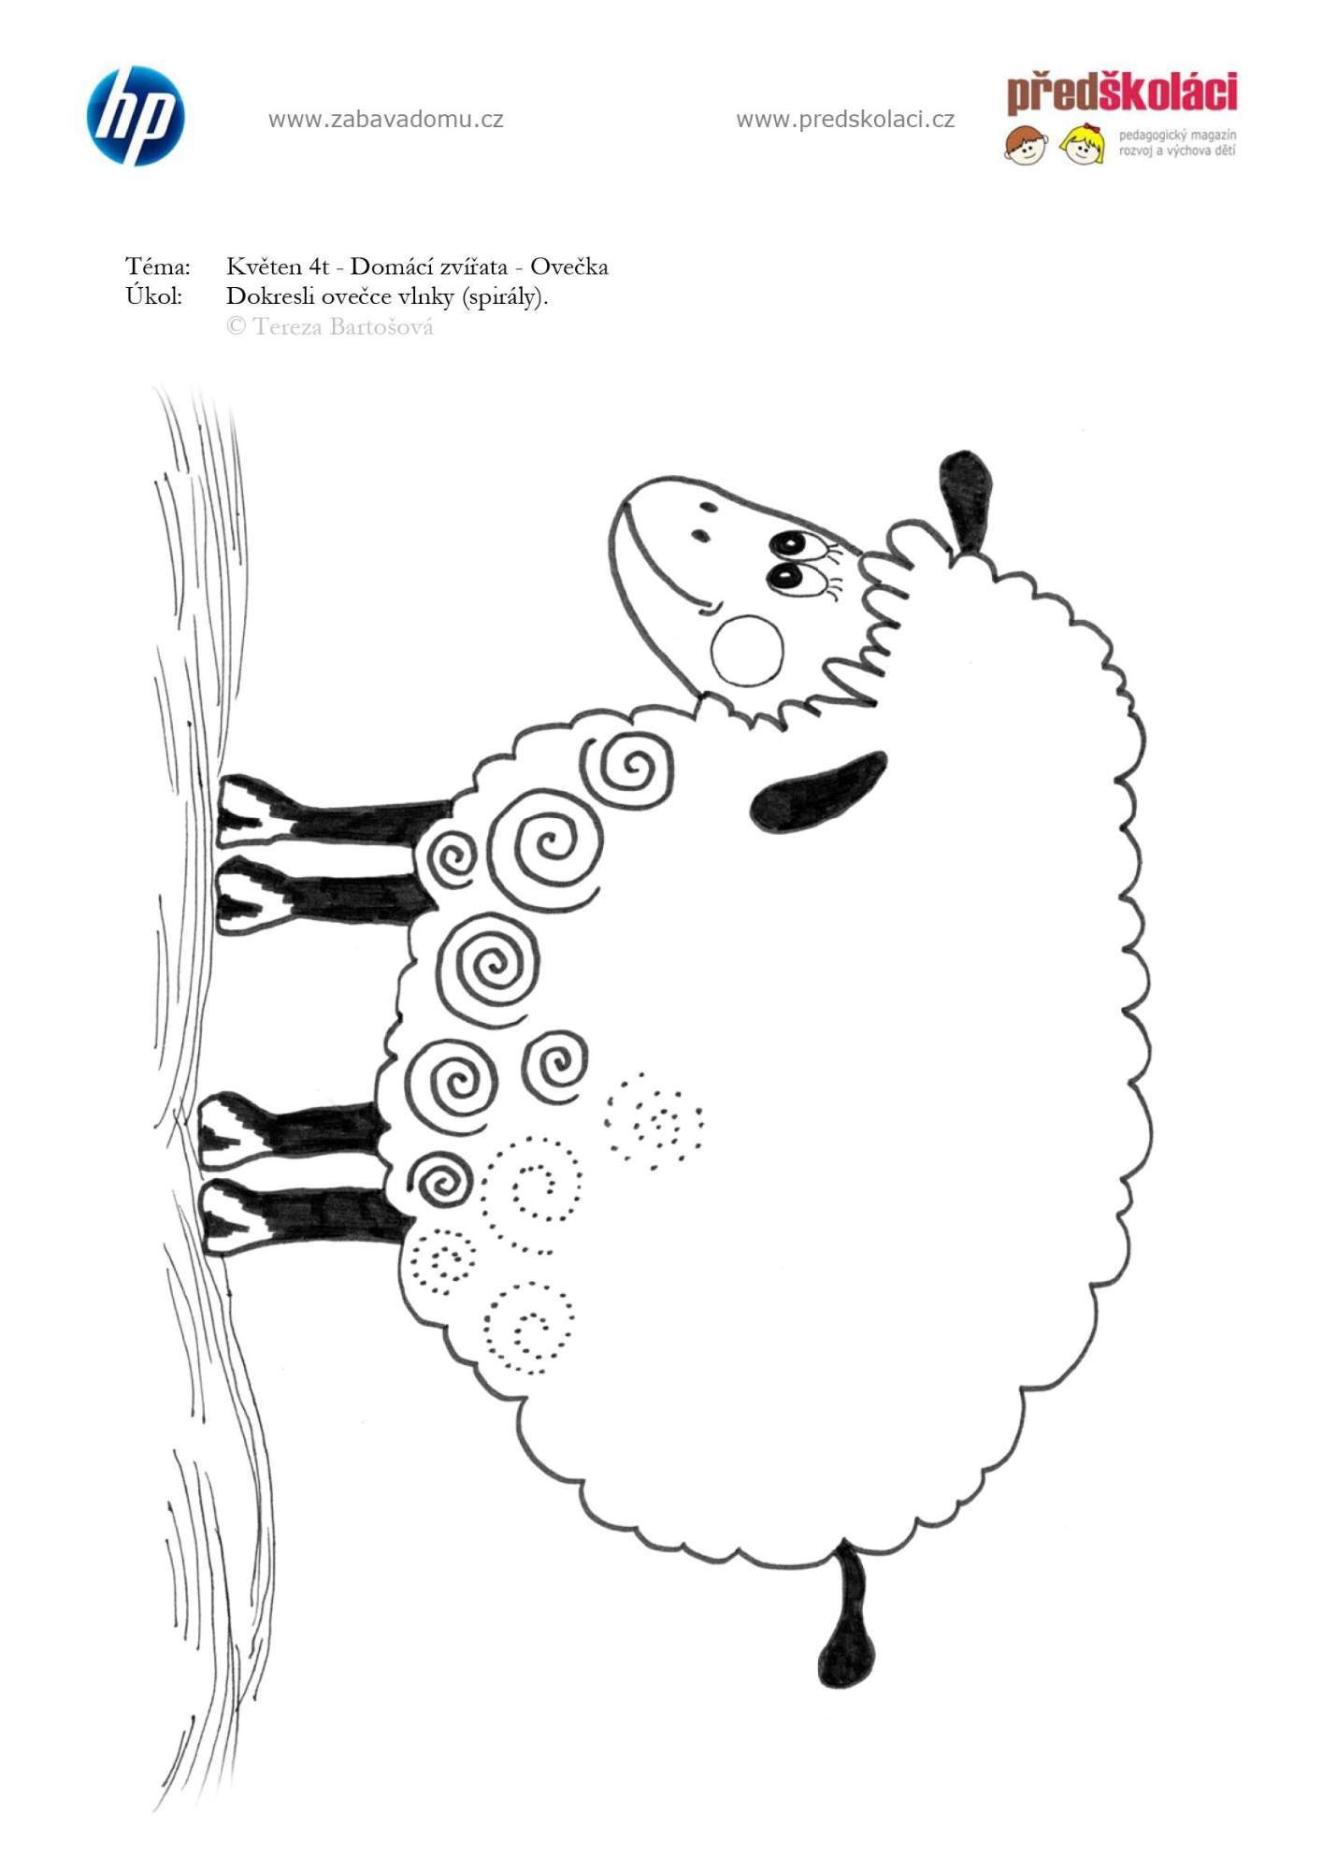 hp
www.zabavadomu.cz
www.predskolaci.cz
předškoláci
pedagogický magazín
rozvoj a výchova dětí
Téma: Květen 4t - Domácí zvířata - Ovečka
Úkol: Dokresli ovečce vlnky (spirály).
© Tereza Bartošová